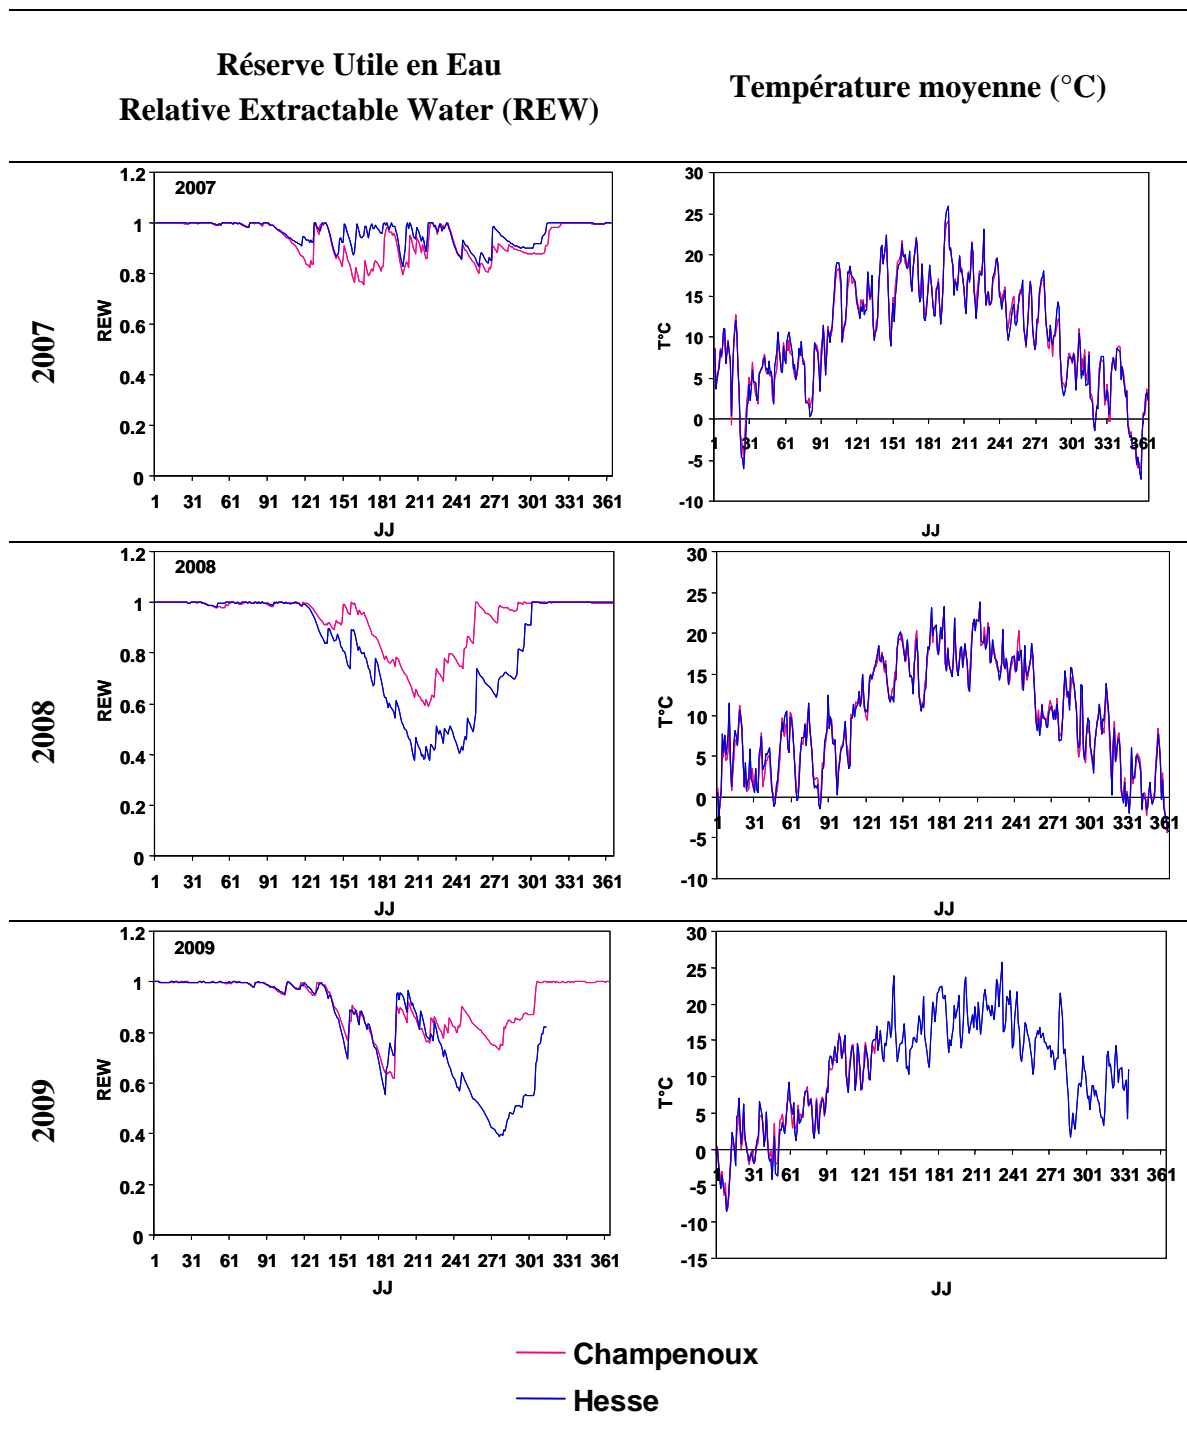 Réserve Utile en Eau
Relative Extractable Water (REW)
Température moyenne (°C)
2007
1.2
1
0.8
0.6
0.4
0.2
0
REW
2007
1 31 61 91 121 151 181 211 241 271 301 331 361
JJ
30
25
20
15
10
5
0
-5
-10
T°C
1 31 61 91 121 151 181 211 241 271 301 331 361
JJ
2008
1.2
1
0.8
0.6
0.4
0.2
0
REW
2008
1 31 61 91 121 151 181 211 241 271 301 331 361
JJ
30
25
20
15
10
5
0
-5
-10
T°C
1 31 61 91 121 151 181 211 241 271 301 331 361
JJ
2009
1.2
1
0.8
0.6
0.4
0.2
0
REW
2009
1 31 61 91 121 151 181 211 241 271 301 331 361
JJ
30
25
20
15
10
5
0
-5
-10
-15
T°C
1 31 61 91 121 151 181 211 241 271 301 331 361
JJ
Champenoux
Hesse